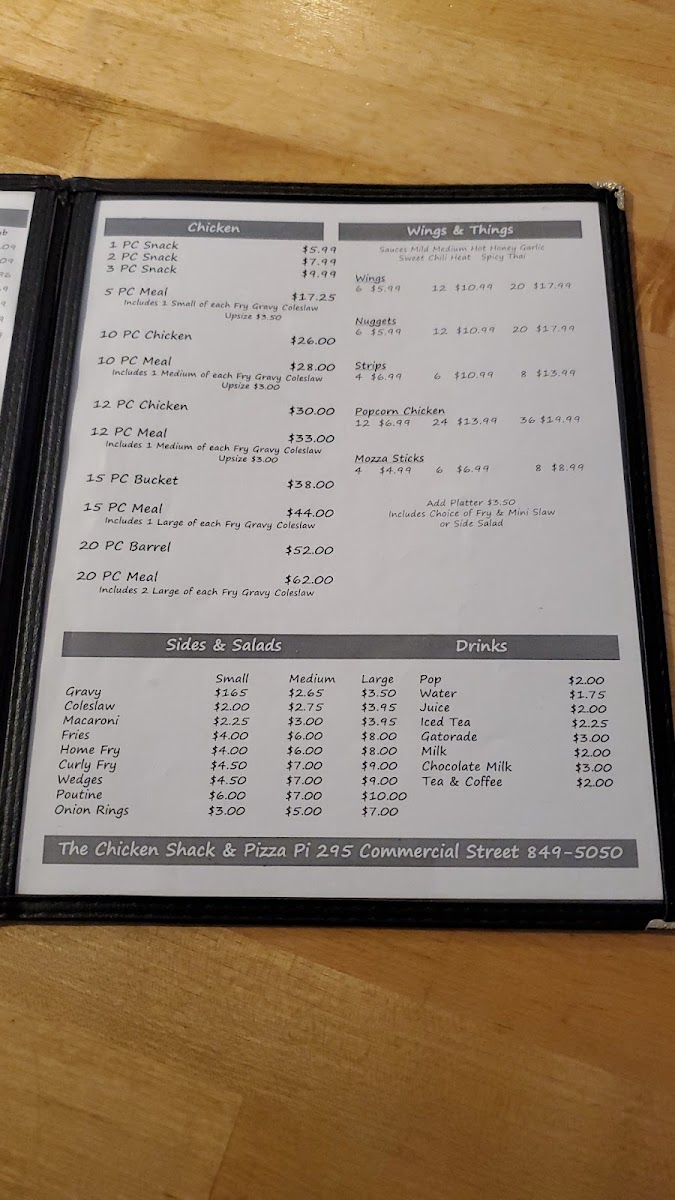 Chicken
1 PC Snack $5.99
2 PC Snack $7.99
3 PC Snack $9.99
5 PC Meal $17.25
Includes 1 Small of each Fry Gravy Coleslaw
Upsize $3.50
10 PC Chicken $26.00
10 PC Meal $28.00
Includes 1 Medium of each Fry Gravy Coleslaw
Upsize $3.00
12 PC Chicken $30.00
12 PC Meal $33.00
Includes 1 Medium of each Fry Gravy Coleslaw
Upsize $3.00
15 PC Bucket $38.00
15 PC Meal $44.00
Includes 1 Large of each Fry Gravy Coleslaw
20 PC Barrel $52.00
20 PC Meal $62.00
Includes 2 Large of each Fry Gravy Coleslaw
Wings & Things
Sauces Mild Medium Hot Honey Garlic
Sweet Chili Heat Spicy Thai
Wings
6 $5.99 12 $10.99 20 $17.99
Nuggets
6 $5.99 12 $10.99 20 $17.99
Strips
4 $6.99 6 $10.99 8 $13.99
Popcorn Chicken
12 $6.99 24 $13.99 36 $19.99
Mozza Sticks
4 $4.99 6 $6.99 8 $8.99
Add Platter $3.50
Includes Choice of Fry & Mini Slaw
or Side Salad
Sides & Salads
Small Medium Large
Gravy $165 $2.65 $3.50
Coleslaw $2.00 $2.75 $3.95
Macaroni $2.25 $3.00 $3.95
Fries $4.00 $6.00 $8.00
Home Fry $4.00 $6.00 $8.00
Curly Fry $4.50 $7.00 $9.00
Wedges $4.50 $7.00 $9.00
Poutine $6.00 $7.00 $10.00
Onion Rings $3.00 $5.00 $7.00
Drinks
Pop $2.00
Water $1.75
Juice $2.00
Iced Tea $2.25
Gatorade $3.00
Milk $2.00
Chocolate Milk $3.00
Tea & Coffee $2.00
The Chicken Shack & Pizza Pi 295 Commercial Street 849-5050